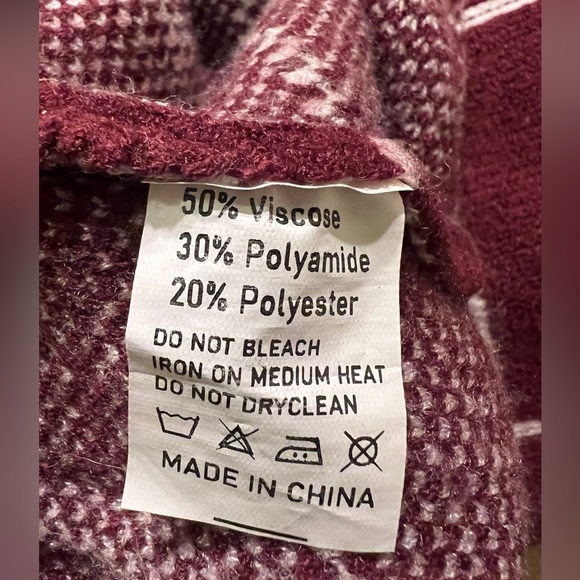 50% Viscose
30% Polyamide
20% Polyester
DO NOT BLEACH
IRON ON MEDIUM HEAT
DO NOT DRYCLEAN
MADE IN CHINA